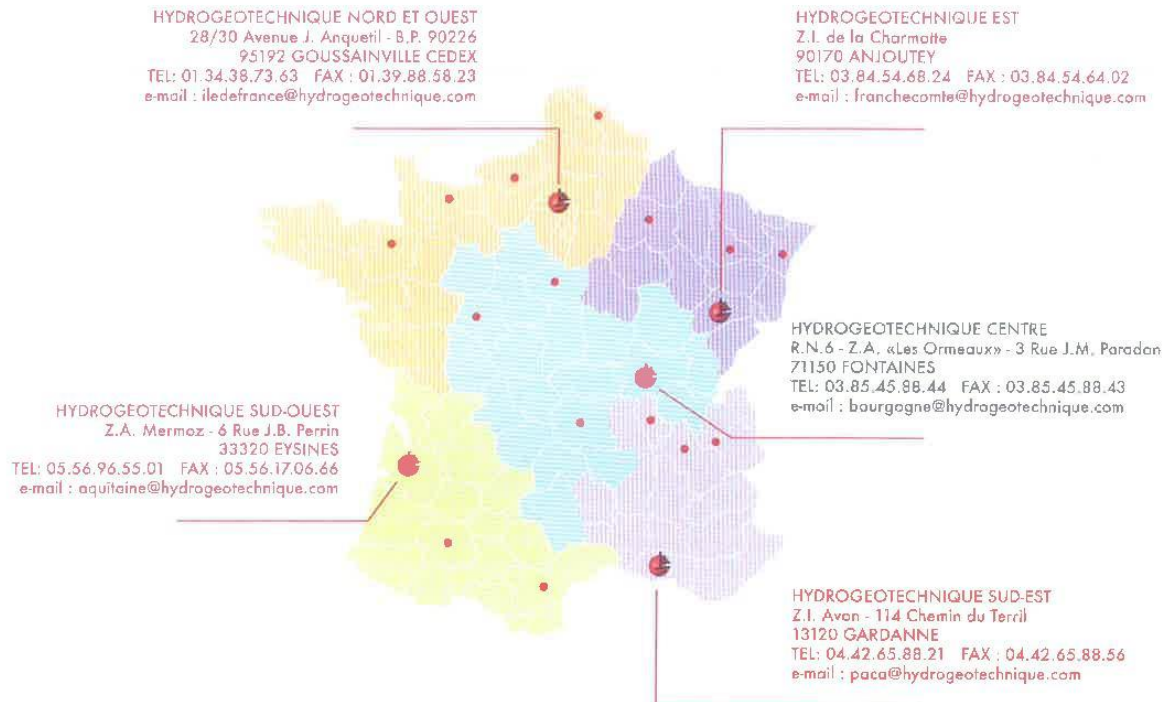 HYDROGEOTECHNIQUE NORD ET OUEST
28/30 Avenue J. Anquetil - B.P. 90226
95192 GOUSSAINVILLE CEDEX
TEL: 01.34.38.73.63 FAX : 01.39.88.58.23
e-mail : iledefrance@hydrogeotechnique.com
HYDROGEOTECHNIQUE EST
Z.I. de la Charmotte
90170 ANJOUTEY
TEL: 03.84.54.68.24 FAX : 03.84.54.64.02
e-mail : franchecomte@hydrogeotechnique.com
HYDROGEOTECHNIQUE CENTRE
R.N.6 - Z.A. «Les Ormeaux» - 3 Rue J.M. Paradon
71150 FONTAINES
TEL: 03.85.45.88.44 FAX : 03.85.45.88.43
e-mail : bourgogne@hydrogeotechnique.com
HYDROGEOTECHNIQUE SUD-OUEST
Z.A. Mermoz - 6 Rue J.B. Perrin
33320 EYSINES
TEL: 05.56.96.55.01 FAX : 05.56.17.06.66
e-mail : aquitaine@hydrogeotechnique.com
HYDROGEOTECHNIQUE SUD-EST
Z.I. Avon - 114 Chemin du Terril
13120 GARDANNE
TEL: 04.42.65.88.21 FAX : 04.42.65.88.56
e-mail : paca@hydrogeotechnique.com